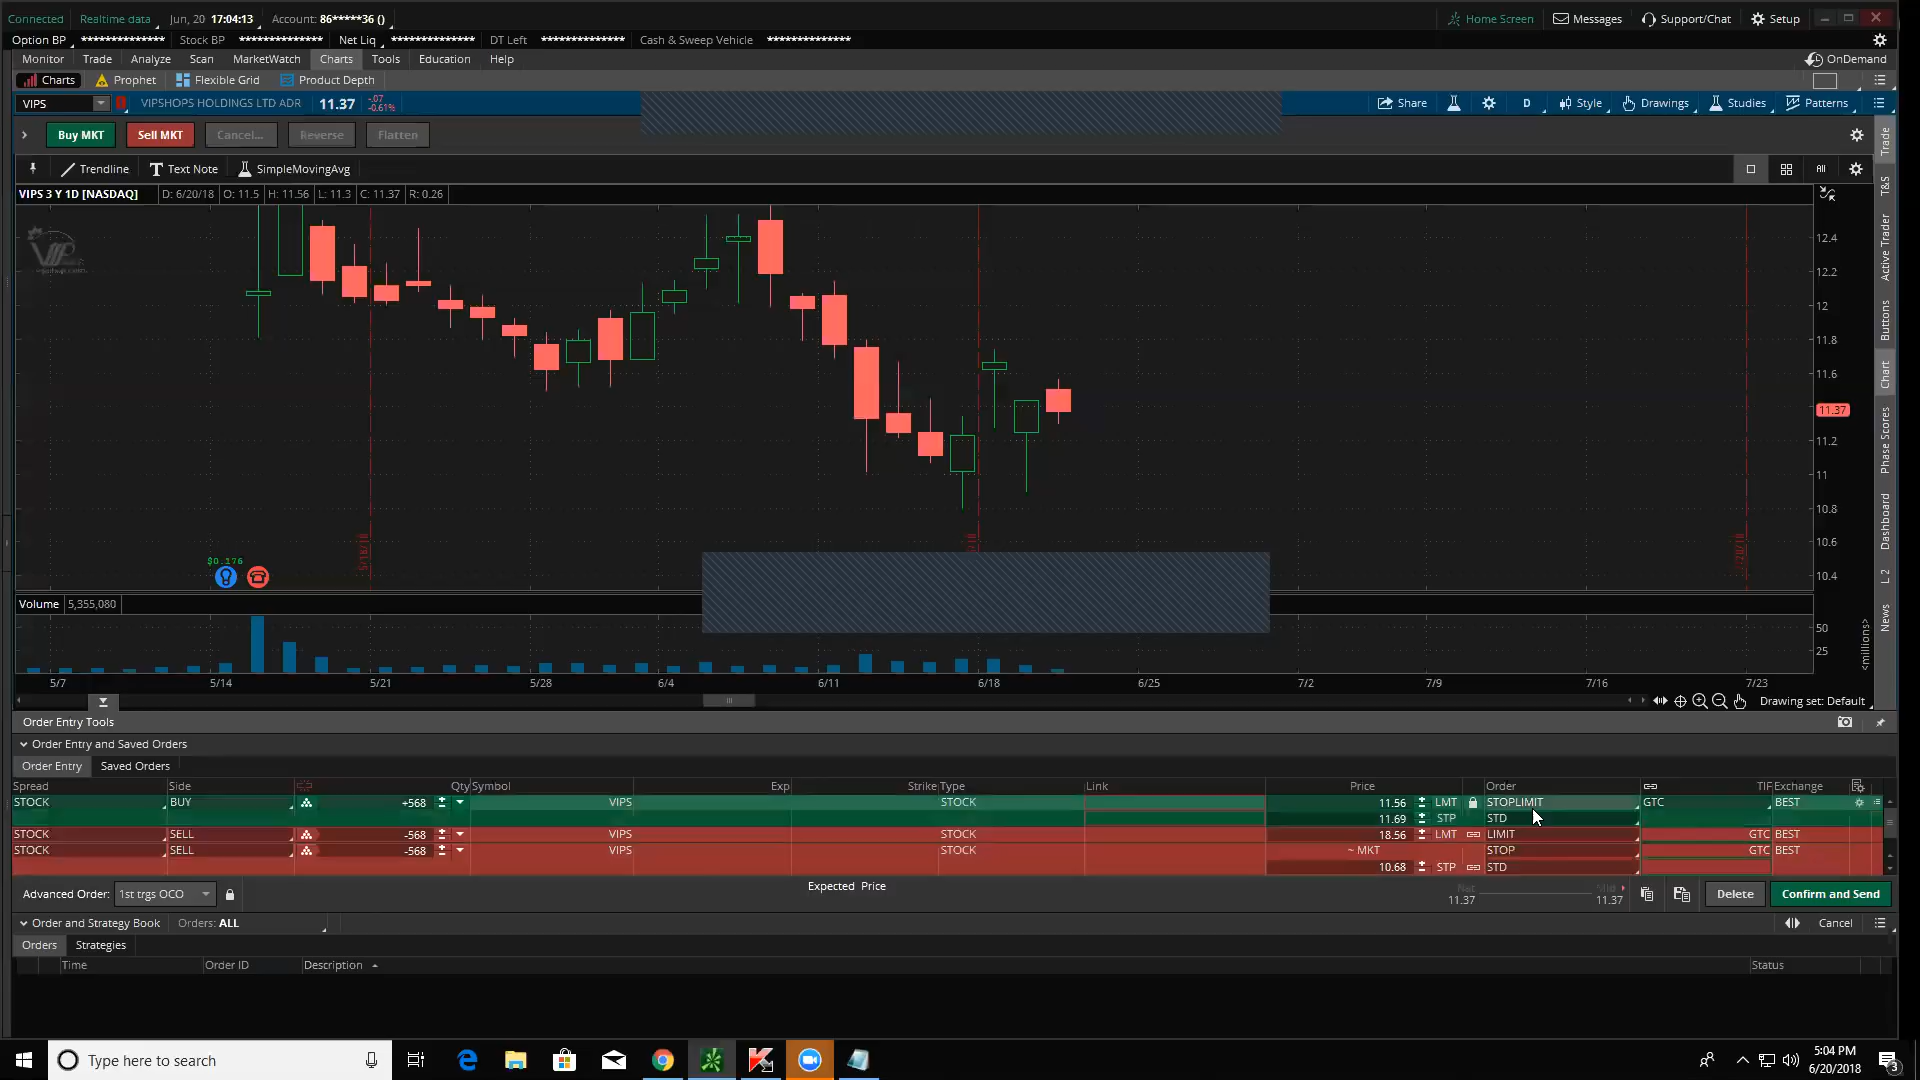 Connected Realtime data Jun, 20 17:04:13 Account: 86*****36 () Home Screen Messages Support/Chat Setup
Option BP ************** Stock BP ************** Net Liq ************** DT Left ************** Cash & Sweep Vehicle **************
Monitor Trade Analyze Scan MarketWatch Charts Tools Education Help OnDemand
Charts Prophet Flexible Grid Product Depth
VIPS VIPSHOPS HOLDINGS LTD ADR 11.37 -.07 -0.61% Share D Style Drawings Studies Patterns
Buy MKT Sell MKT Cancel... Reverse Flatten
Trendline Text Note SimpleMovingAvg All
VIPS 3 Y 1D [NASDAQ] D: 6/20/18 O: 11.5 H: 11.56 L: 11.3 C: 11.37 R: 0.26
VIP
12.4
12.2
12
11.8
11.6
11.37
11.2
11
10.8
10.6
10.4
$0.176
Volume 5,355,080
50
25
<millions>
5/7 5/14 5/21 5/28 6/4 6/11 6/18 6/25 7/2 7/9 7/16 7/23
Drawing set: Default
Trade
T&S
Active Trader
Buttons
Chart
Phase Scores
Dashboard
L 2
News
Order Entry Tools
Order Entry and Saved Orders
Order Entry Saved Orders
Spread Side Qty Symbol Exp Strike Type Link Price Order TIF Exchange
STOCK BUY +568 VIPS STOCK 11.56 LMT STOPLIMIT GTC BEST
11.69 STP STD
STOCK SELL -568 VIPS STOCK 18.56 LMT LIMIT GTC BEST
STOCK SELL -568 VIPS STOCK ~ MKT STOP GTC BEST
10.68 STP STD
Advanced Order: 1st trgs OCO Expected Price Nat 11.37 Mid 11.37 Delete Confirm and Send
Order and Strategy Book Orders: ALL Cancel
Orders Strategies
Time Order ID Description Status
Type here to search
5:04 PM
6/20/2018
3